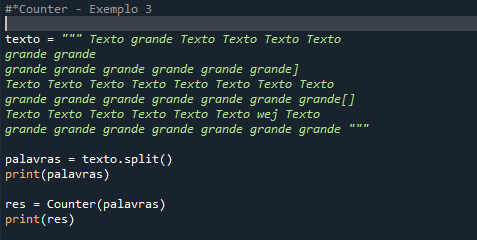 #*Counter - Exemplo 3
texto = """ Texto grande Texto Texto Texto Texto
grande grande
grande grande grande grande grande grande]
Texto Texto Texto Texto Texto Texto Texto Texto
grande grande grande grande grande grande grande grande[]
Texto Texto Texto Texto Texto Texto wej Texto
grande grande grande grande grande grande grande grande """
palavras = texto.split()
print(palavras)
res = Counter(palavras)
print(res)